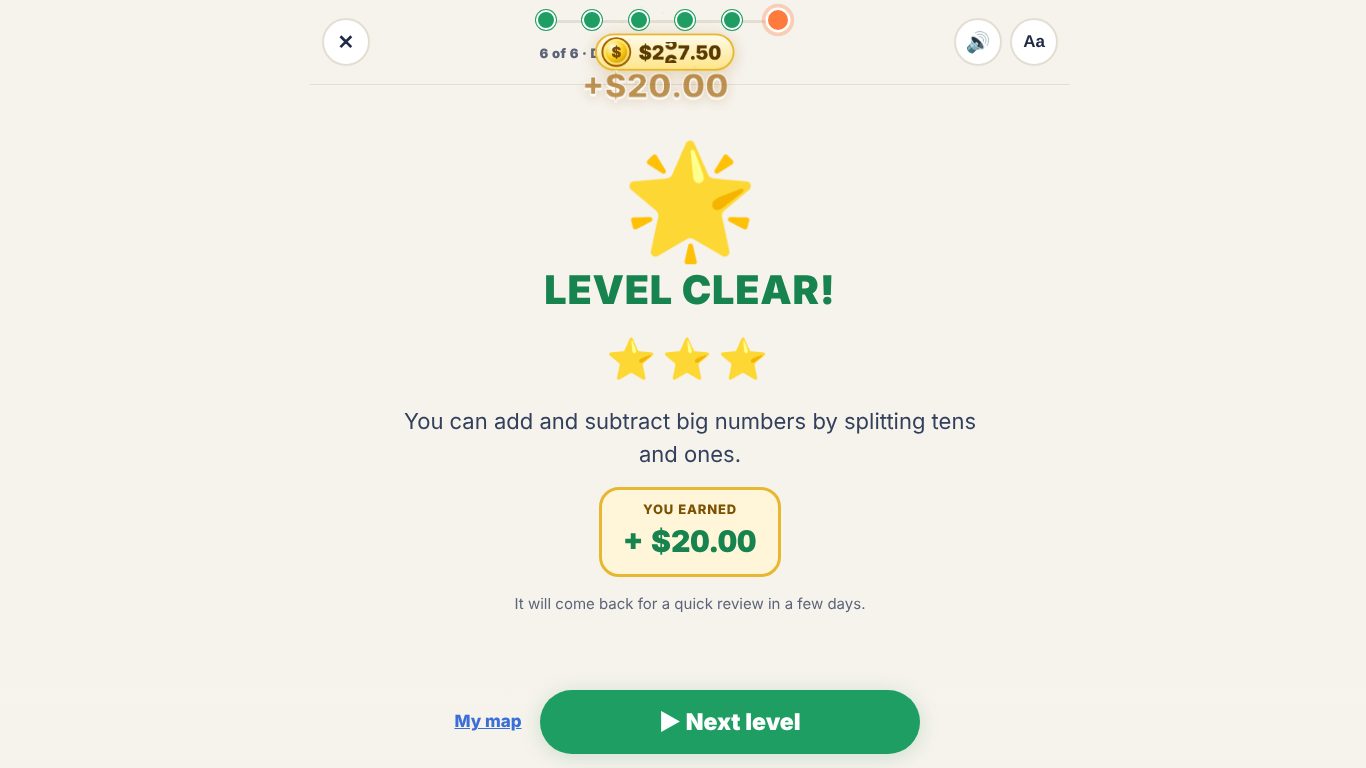 6 of 6 ·
$ 
Aa
+$20.00
LEVEL CLEAR!
You can add and subtract big numbers by splitting tens
and ones.
YOU EARNED
+ $20.00
It will come back for a quick review in a few days.
My map
▶ Next level